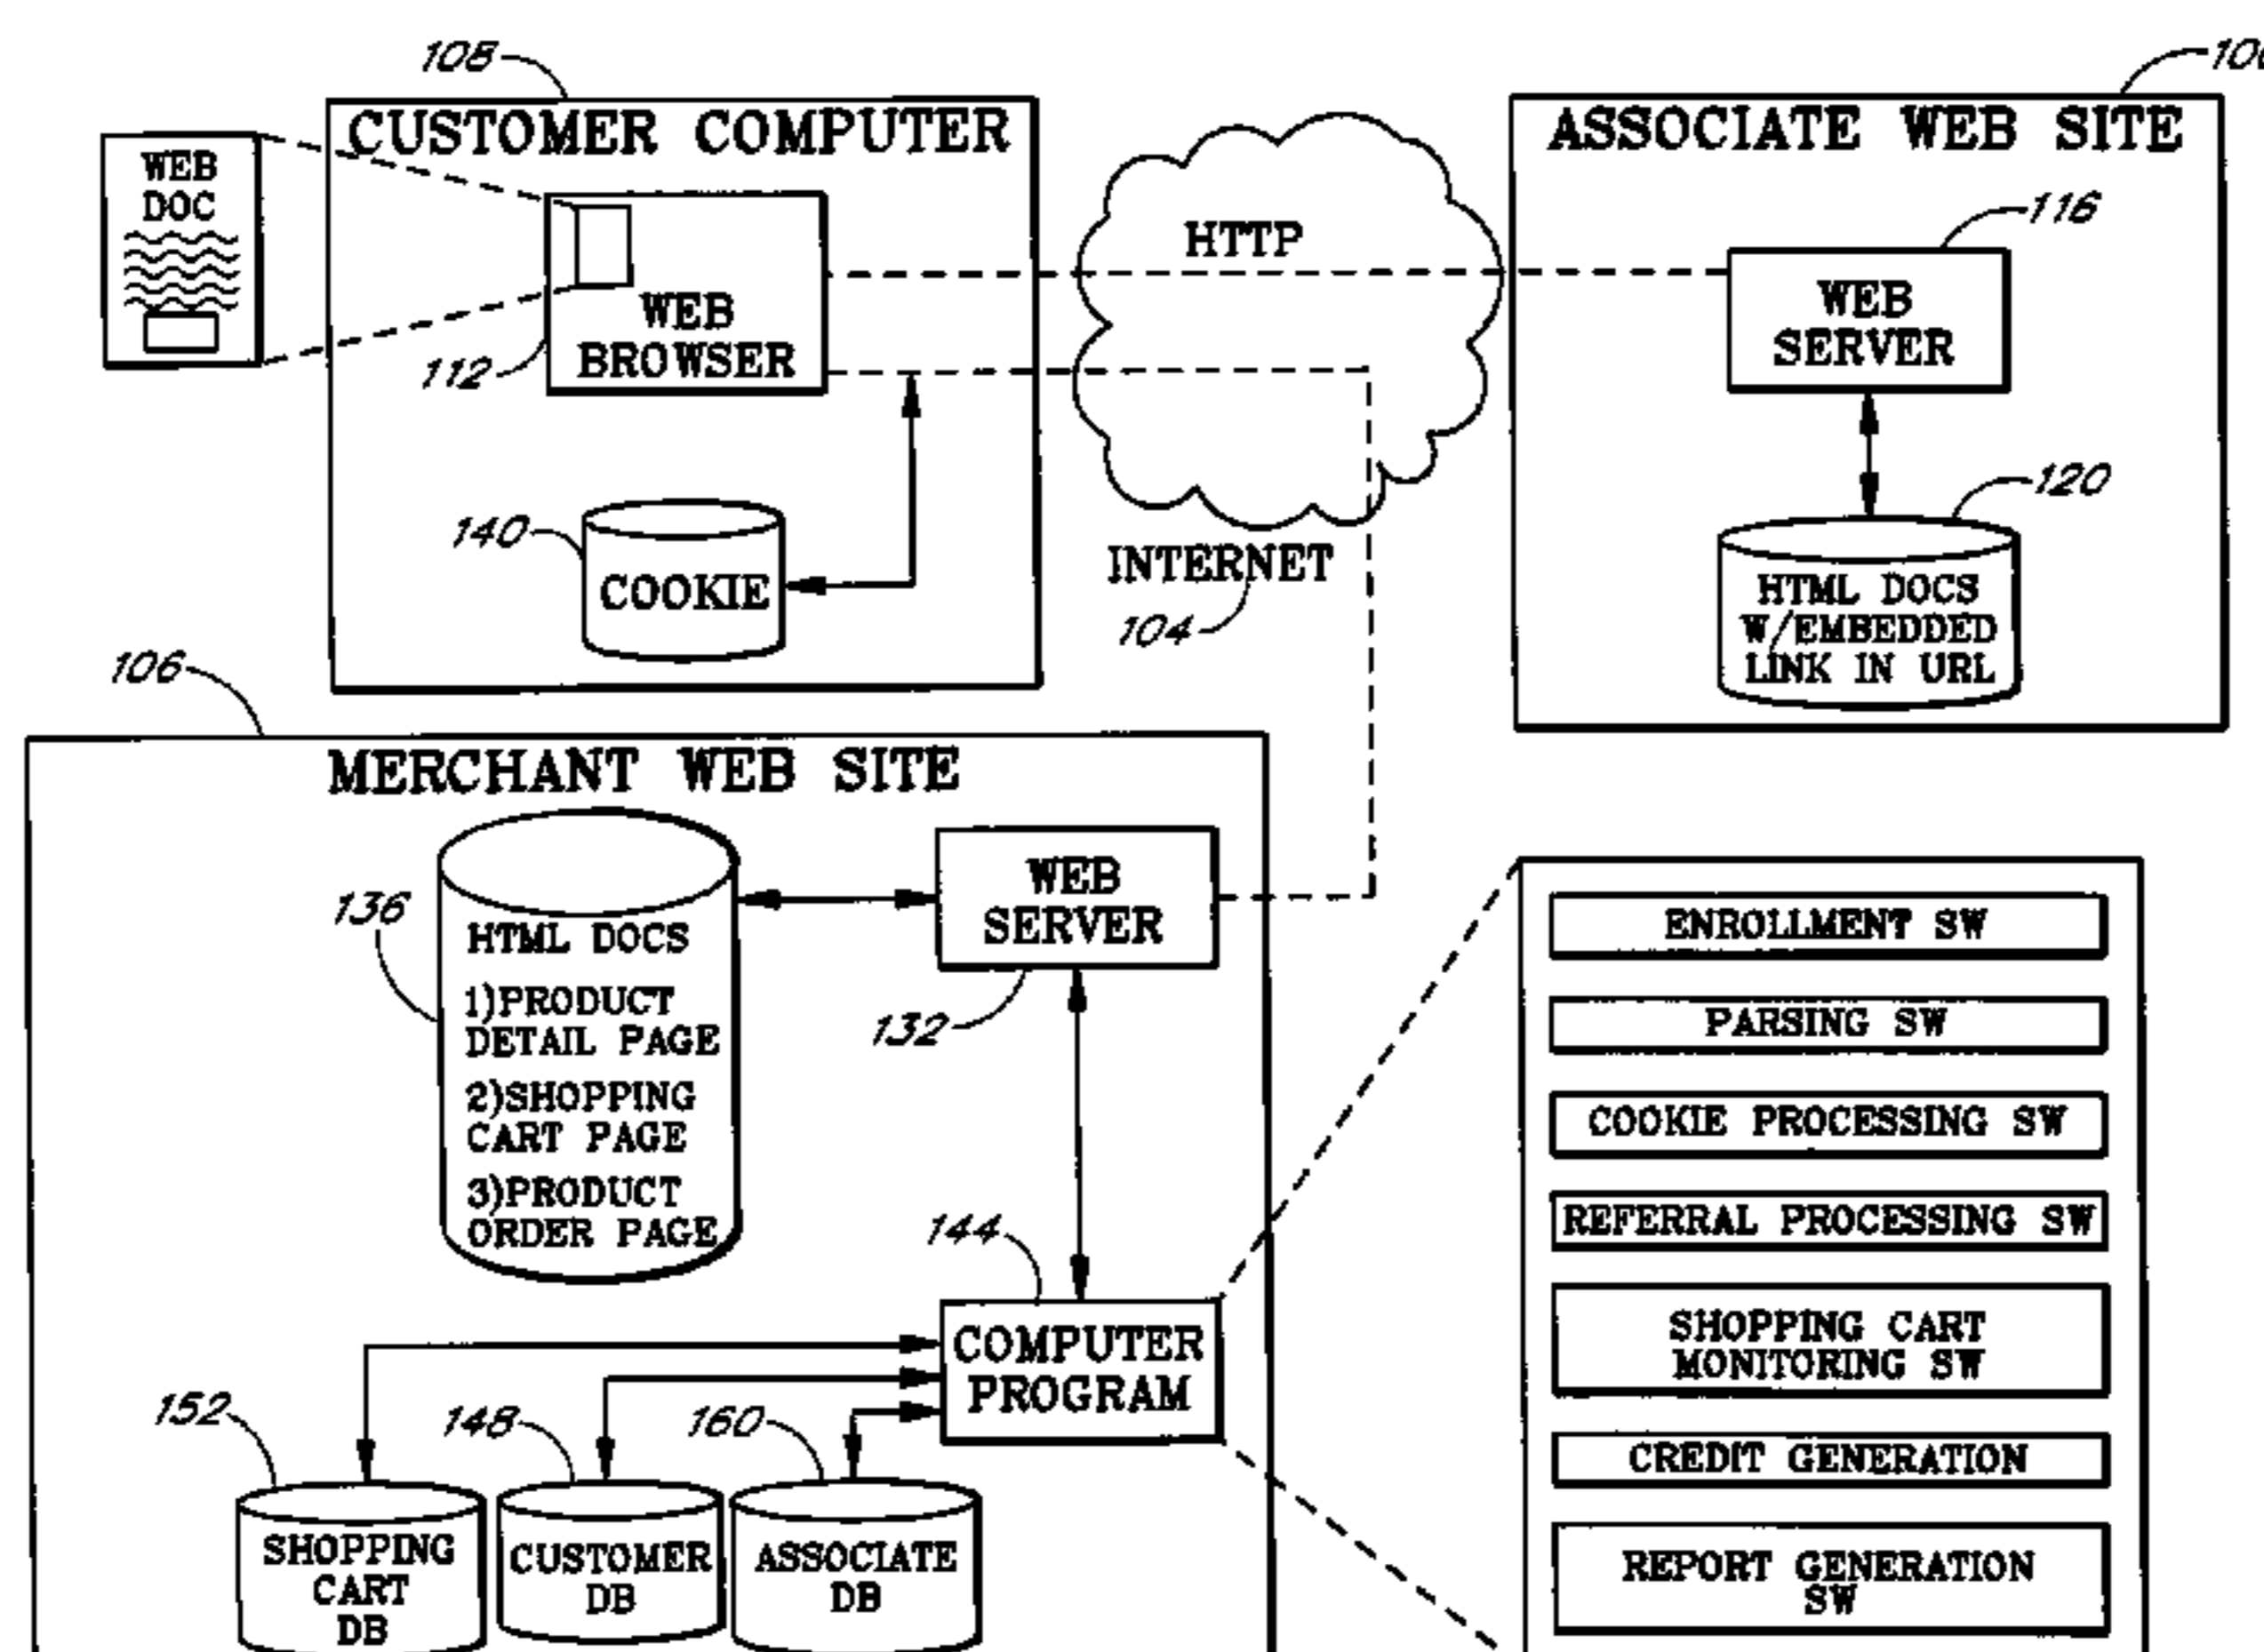 108
CUSTOMER COMPUTER
WEB
DOC
WEB
BROWSER
112
140
COOKIE
HTTP
INTERNET
104
ASSOCIATE WEB SITE
116
WEB
SERVER
120
HTML DOCS
W/EMBEDDED
LINK IN URL
106
MERCHANT WEB SITE
136
HTML DOCS
1)PRODUCT
DETAIL PAGE
2)SHOPPING
CART PAGE
3)PRODUCT
ORDER PAGE
WEB
SERVER
132
144
COMPUTER
PROGRAM
152
SHOPPING
CART
DB
148
CUSTOMER
DB
160
ASSOCIATE
DB
ENROLLMENT SW
PARSING SW
COOKIE PROCESSING SW
REFERRAL PROCESSING SW
SHOPPING CART
MONITORING SW
CREDIT GENERATION
REPORT GENERATION
SW